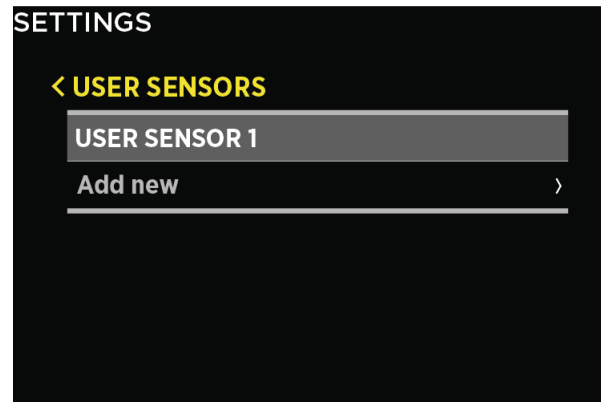 SETTINGS
< USER SENSORS
USER SENSOR 1
Add new >